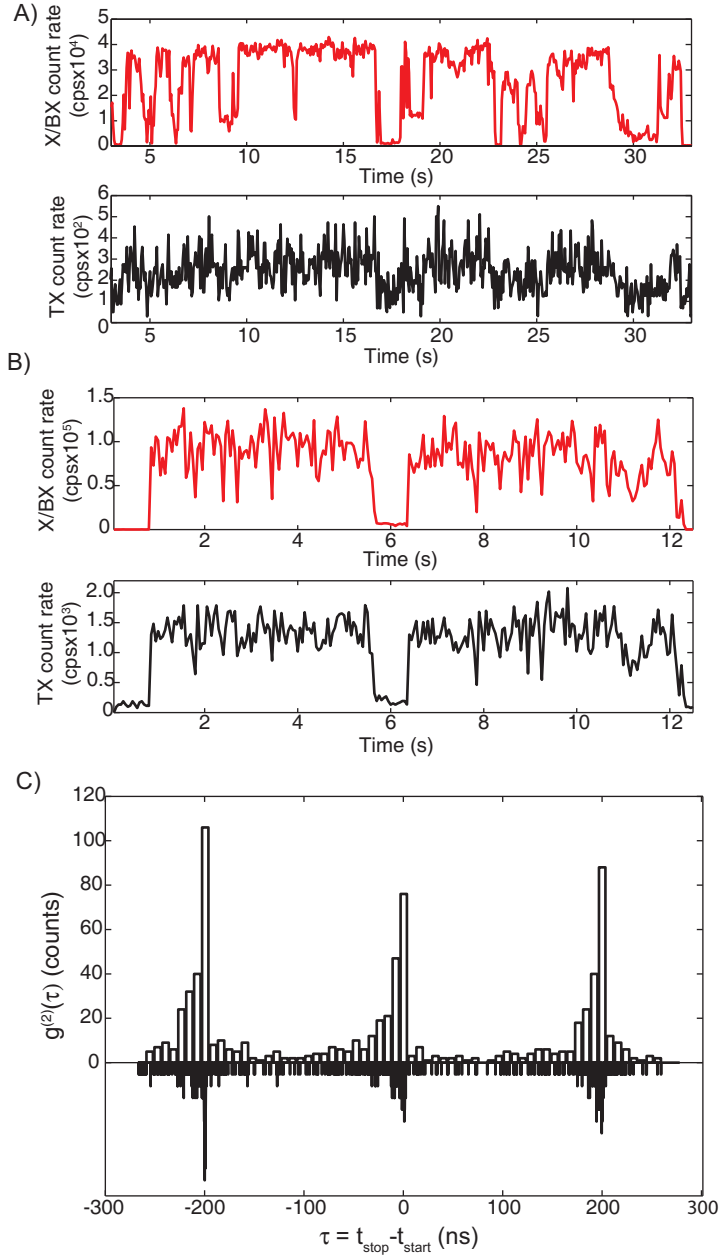 A)
X/BX count rate
(cpsx10⁴)
5
4
3
2
1
0
5 10 15 20 25 30
Time (s)
TX count rate
(cpsx10²)
6
5
4
3
2
1
0
5 10 15 20 25 30
Time (s)
B)
X/BX count rate
(cpsx10⁵)
1.5
1.0
0.5
0
2 4 6 8 10 12
Time (s)
TX count rate
(cpsx10³)
2.0
1.5
1.0
0.5
0
2 4 6 8 10 12
Time (s)
C)
g⁽²⁾(τ) (counts)
120
100
80
60
40
20
0
-300 -200 -100 0 100 200 300
τ = t_stop-t_start (ns)